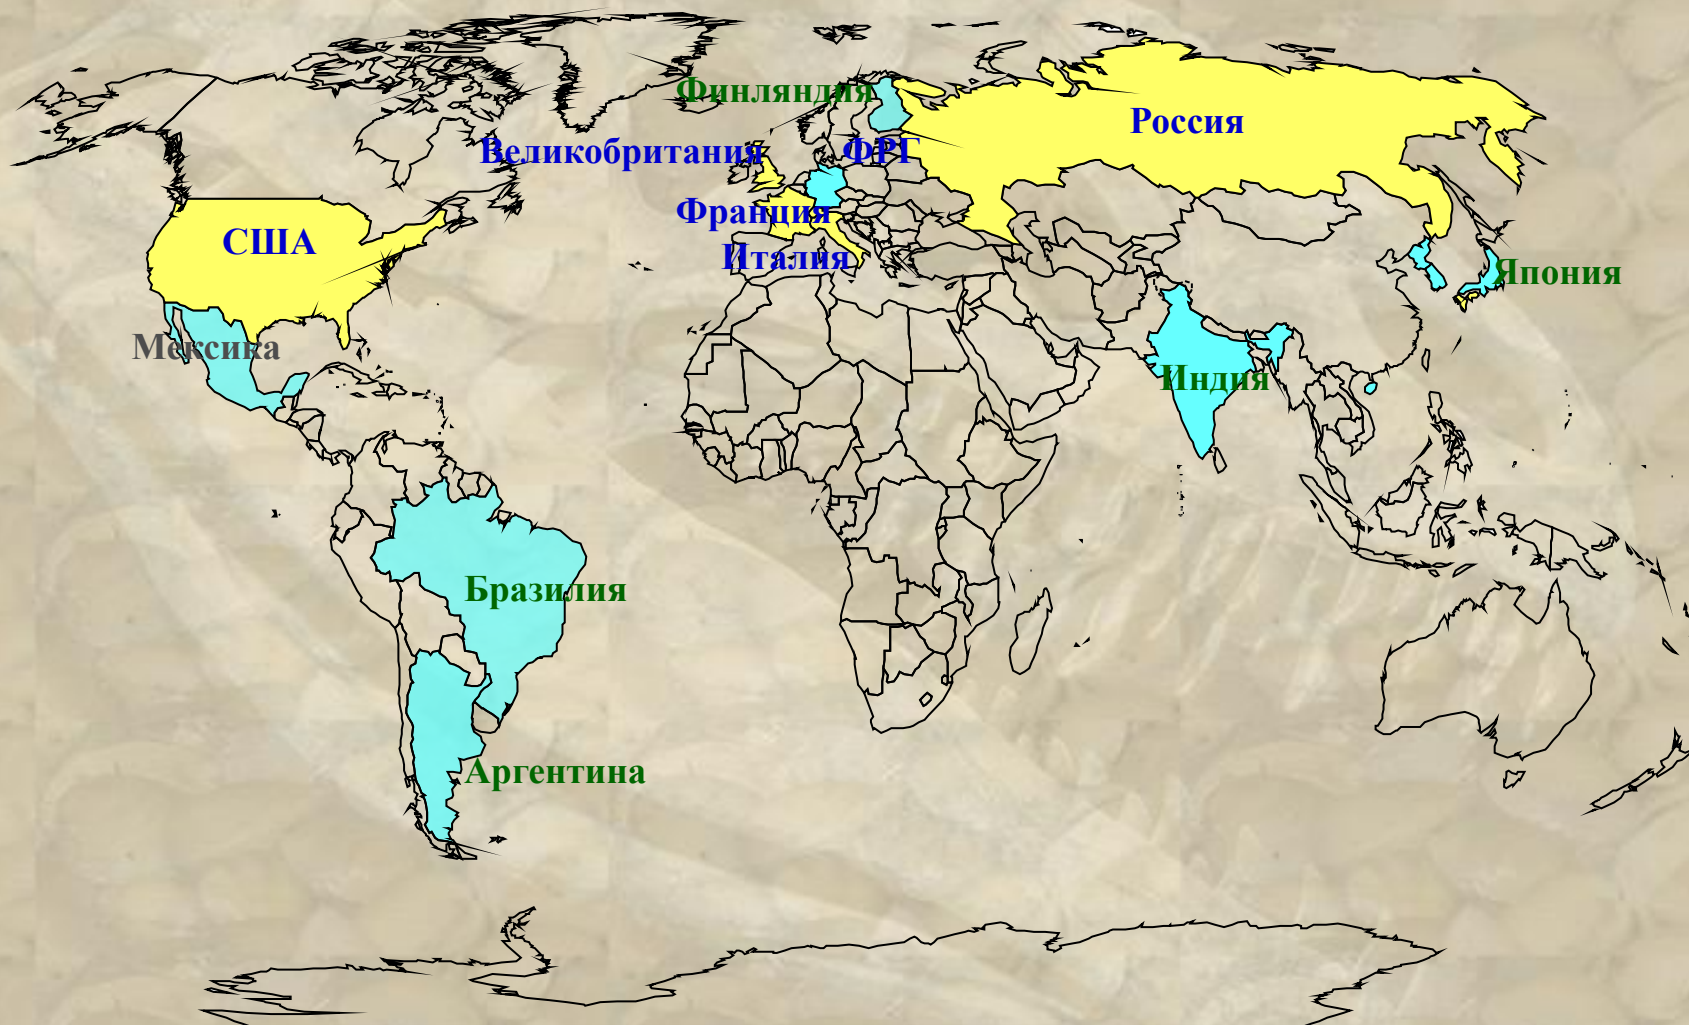 Финляндия
Россия
Великобритания
ФРГ
Франция
США
Италия
Япония
Мексика
Индия
Бразилия
Аргентина